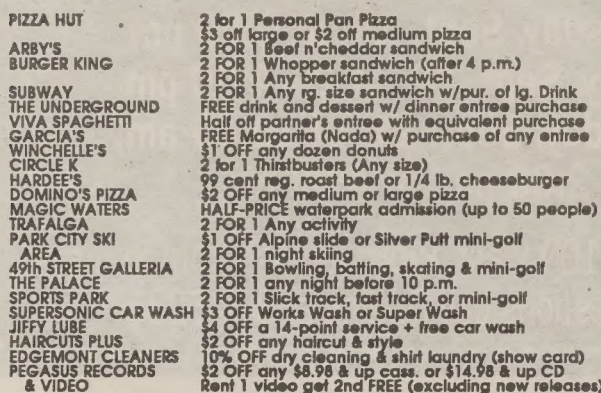 PIZZA HUT 2 for 1 Personal Pan Pizza
$3 off large or $2 off medium pizza
ARBY'S 2 FOR 1 Beef n'cheddar sandwich
BURGER KING 2 FOR 1 Whopper sandwich (after 4 p.m.)
2 FOR 1 Any breakfast sandwich
SUBWAY 2 FOR 1 Any rg. size sandwich w/pur. of lg. Drink
THE UNDERGROUND FREE drink and dessert w/ dinner entree purchase
VIVA SPAGHETTI Half off partner's entree with equivalent purchase
GARCIA'S FREE Margarita (Nada) w/ purchase of any entree
WINCHELLE'S $1 OFF any dozen donuts
CIRCLE K 2 for 1 Thirstbusters (Any size)
HARDEE'S 99 cent reg. roast beef or 1/4 lb. cheeseburger
DOMINO'S PIZZA $2 OFF any medium or large pizza
MAGIC WATERS HALF-PRICE waterpark admission (up to 50 people)
TRAFALGA 2 FOR 1 Any activity
PARK CITY SKI $1 OFF Alpine slide or Silver Putt mini-golf
AREA 2 FOR 1 night skiing
49th STREET GALLERIA 2 FOR 1 Bowling, batting, skating & mini-golf
THE PALACE 2 FOR 1 any night before 10 p.m.
SPORTS PARK 2 FOR 1 Slick track, fast track, or mini-golf
SUPERSONIC CAR WASH $3 OFF Works Wash or Super Wash
JIFFY LUBE $4 OFF a 14-point service + free car wash
HAIRCUTS PLUS $2 OFF any haircut & style
EDGEMONT CLEANERS 10% OFF dry cleaning & shirt laundry (show card)
PEGASUS RECORDS $2 OFF any $8.98 & up cass. or $14.98 & up CD
& VIDEO Rent 1 video get 2nd FREE (excluding new releases)